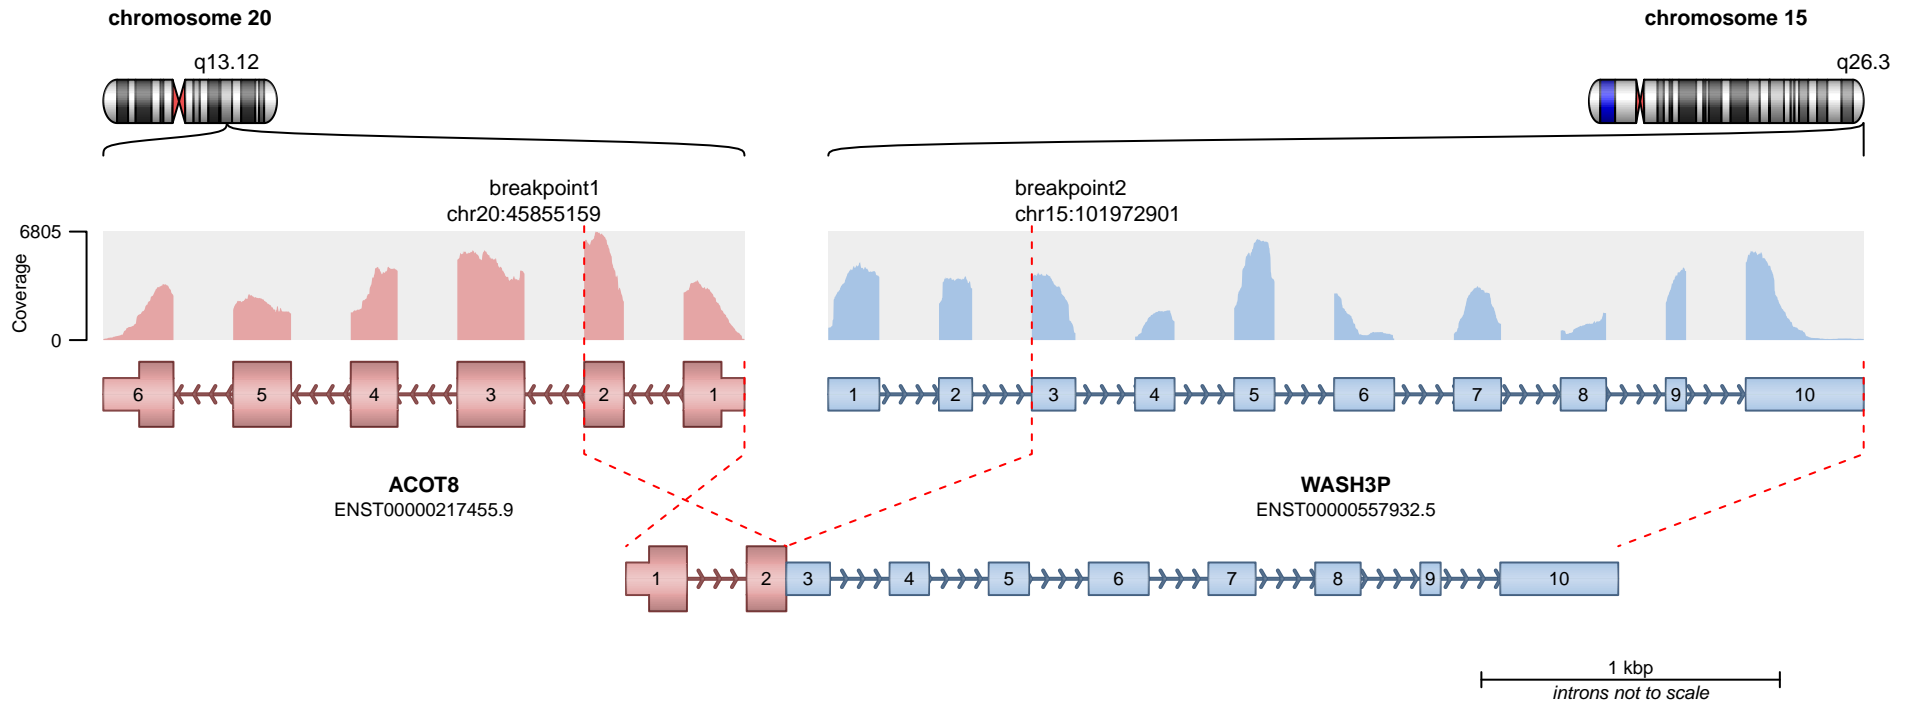 chromosome 20
chromosome 15
q13.12
q26.3
breakpoint1
chr20:45855159
breakpoint2
chr15:101972901
6805
0
Coverage
6 5 4 3 2 1
1 2 3 4 5 6 7 8 9 10
ACOT8
ENST00000217455.9
WASH3P
ENST00000557932.5
1 2 3 4 5 6 7 8 9 10
1 kbp
introns not to scale